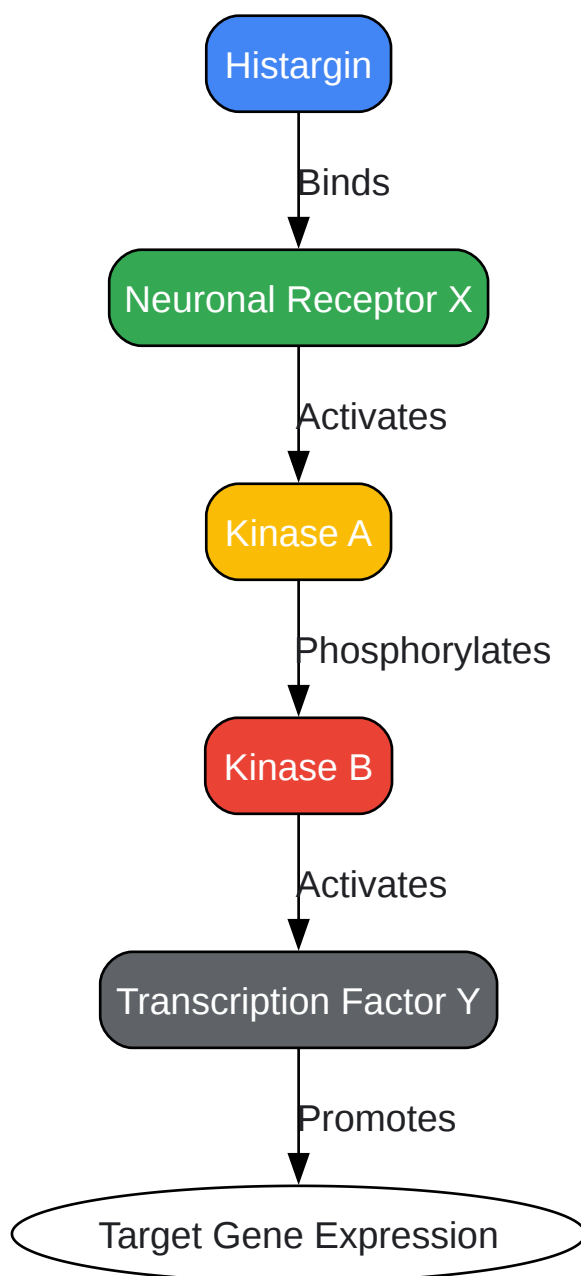 Histargin
Binds
Neuronal Receptor X
Activates
Kinase A
Phosphorylates
Kinase B
Activates
Transcription Factor Y
Promotes
Target Gene Expression